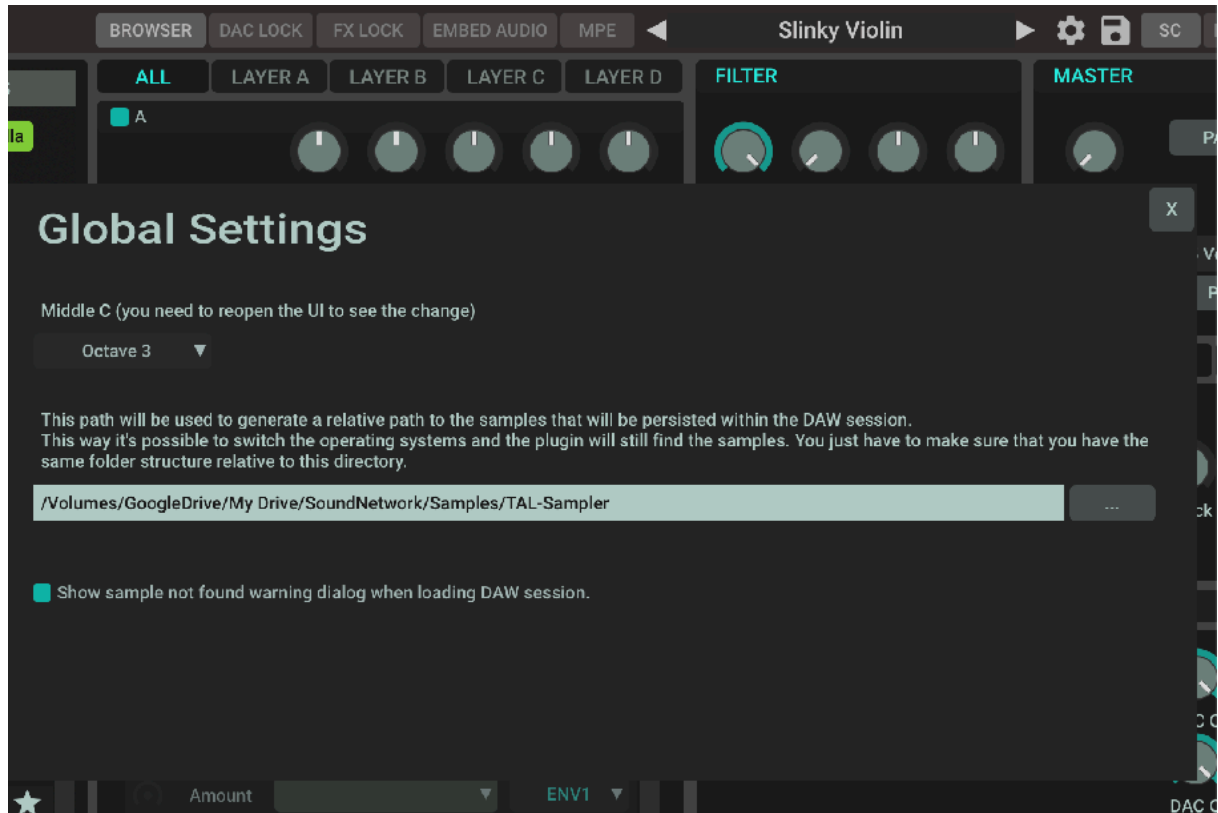 BROWSER DAC LOCK FX LOCK EMBED AUDIO MPE Slinky Violin SC
ALL LAYER A LAYER B LAYER C LAYER D FILTER MASTER
A
Global Settings
X
Middle C (you need to reopen the UI to see the change)
Octave 3
This path will be used to generate a relative path to the samples that will be persisted within the DAW session.
This way it's possible to switch the operating systems and the plugin will still find the samples. You just have to make sure that you have the
same folder structure relative to this directory.
/Volumes/GoogleDrive/My Drive/SoundNetwork/Samples/TAL-Sampler ...
Show sample not found warning dialog when loading DAW session.
Amount ENV1
DAC